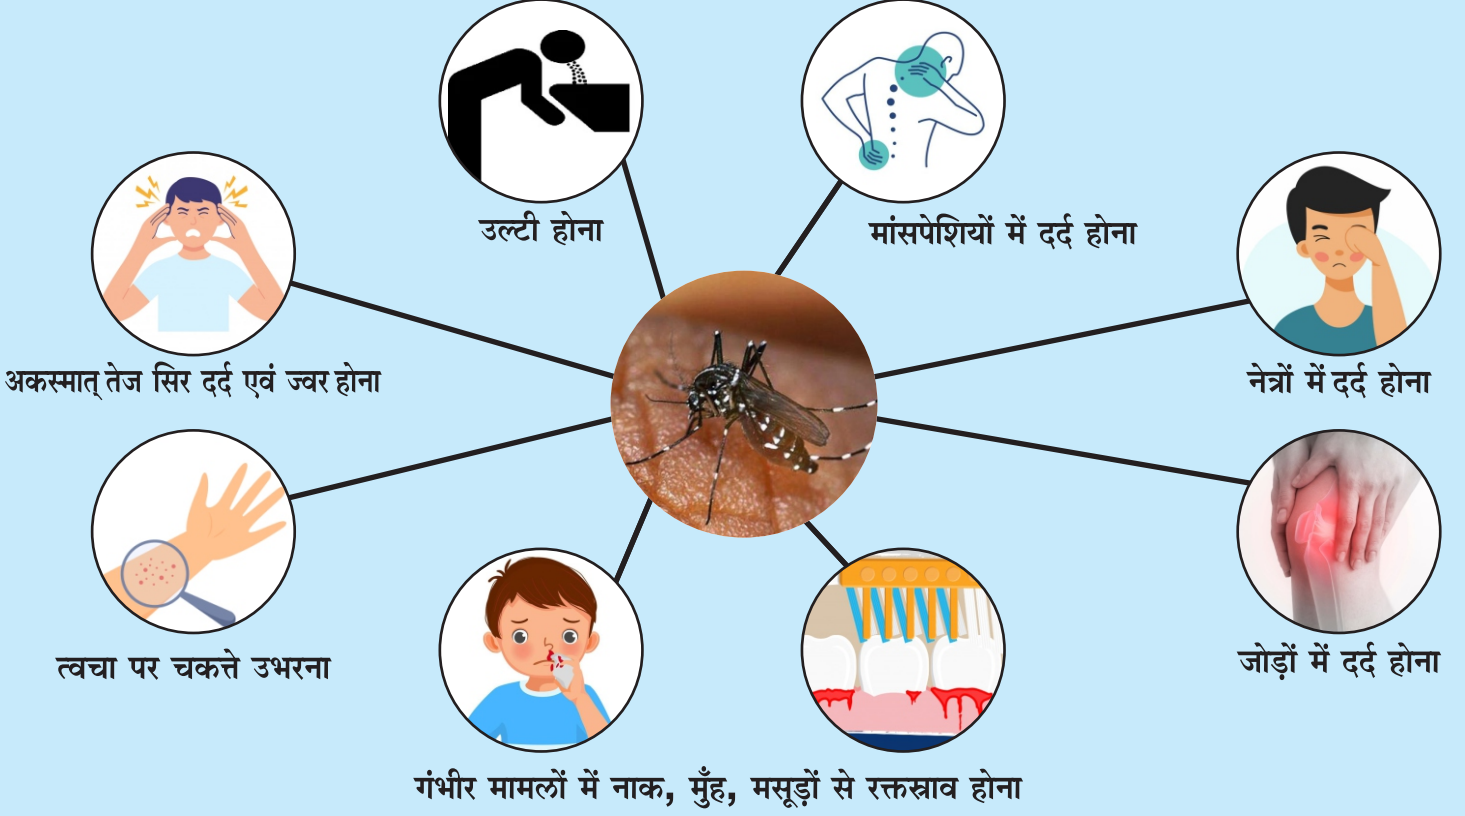 उल्टी होना
मांसपेशियों में दर्द होना
अकस्मात् तेज सिर दर्द एवं ज्वर होना
नेत्रों में दर्द होना
त्वचा पर चकत्ते उभरना
जोड़ों में दर्द होना
गंभीर मामलों में नाक, मुँह, मसूड़ों से रक्तस्राव होना